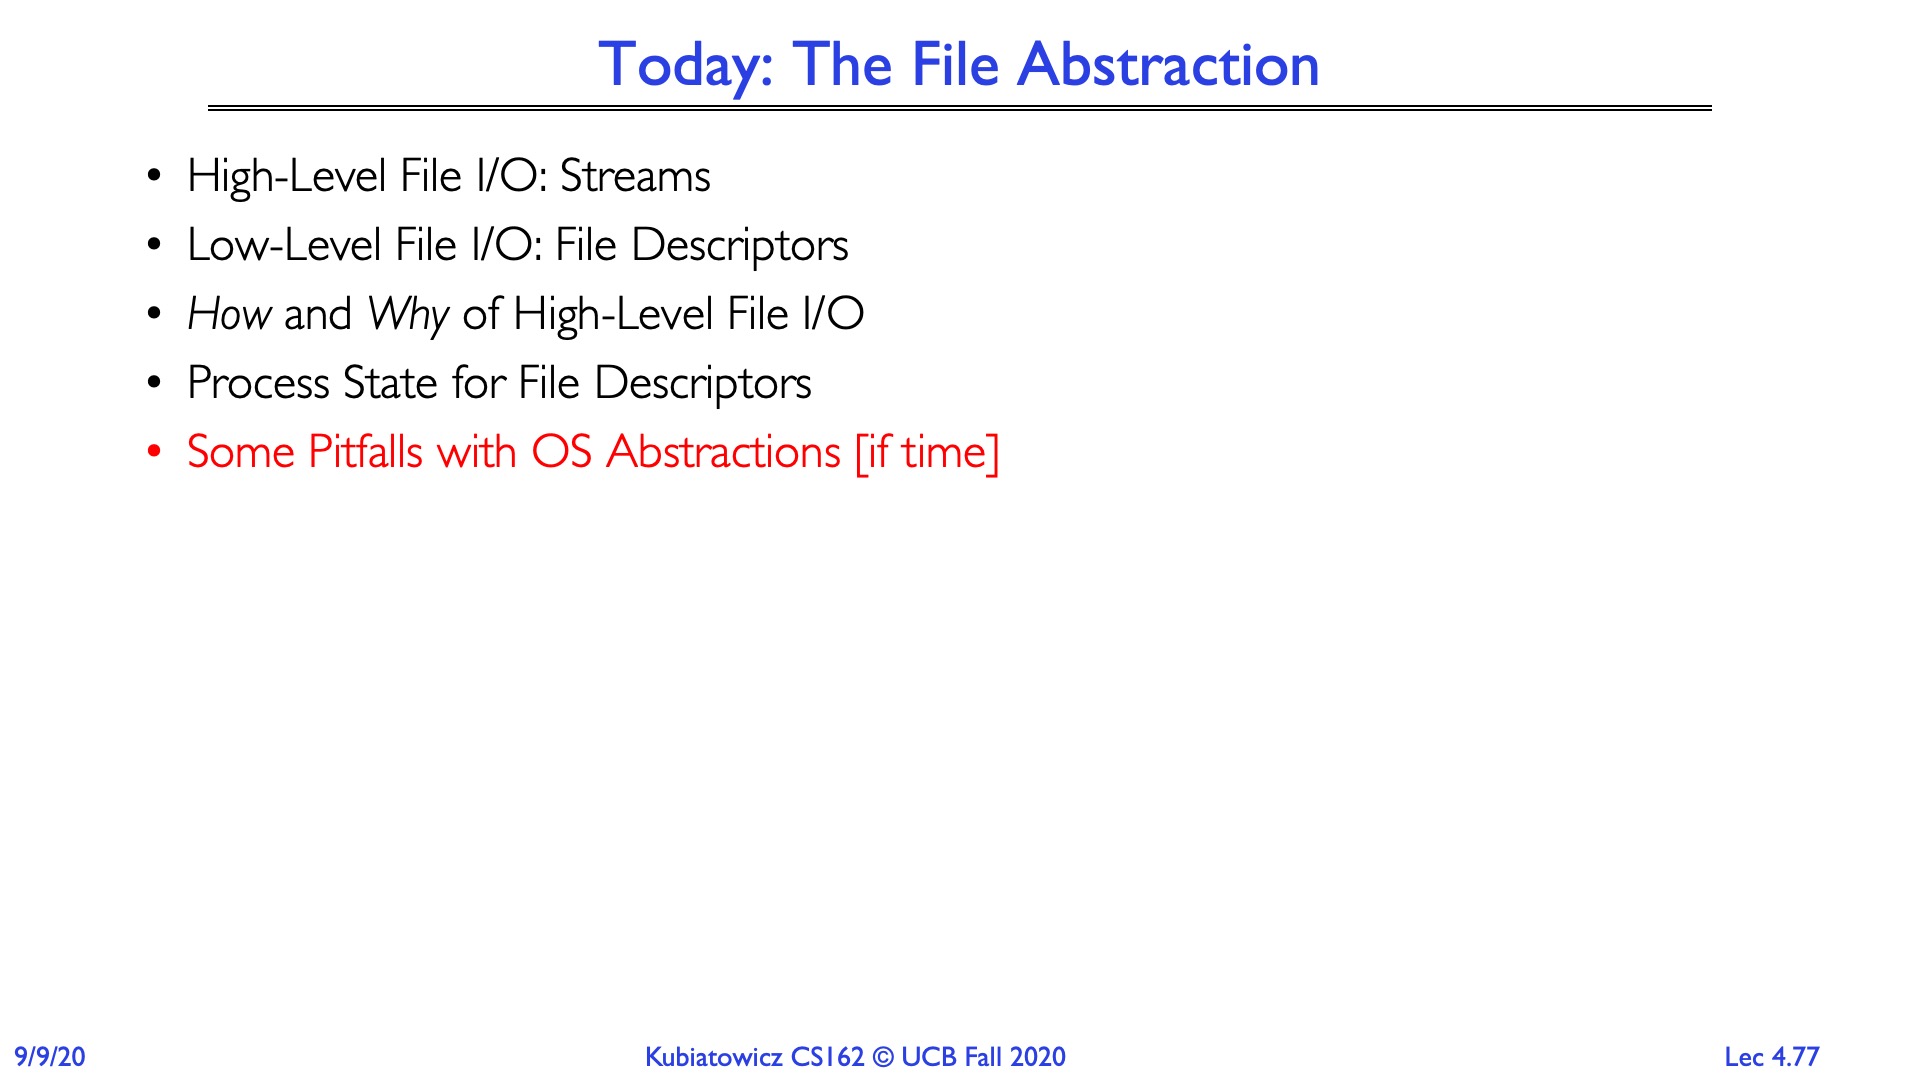 Today: The File Abstraction
• High-Level File I/O: Streams
• Low-Level File I/O: File Descriptors
• How and Why of High-Level File I/O
• Process State for File Descriptors
• Some Pitfalls with OS Abstractions [if time]
9/9/20
Kubiatowicz CS162 © UCB Fall 2020
Lec 4.77